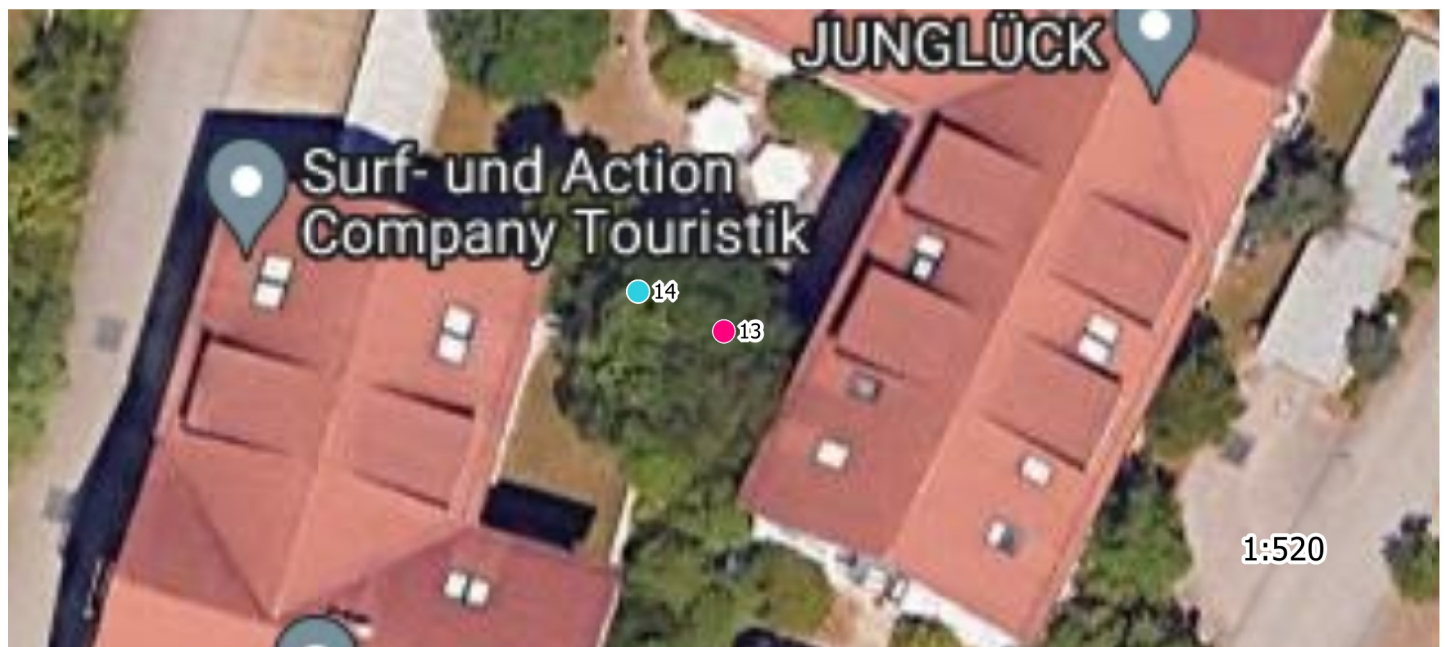 JUNGLÜCK
Surf- und Action
Company Touristik
14
13
1:520